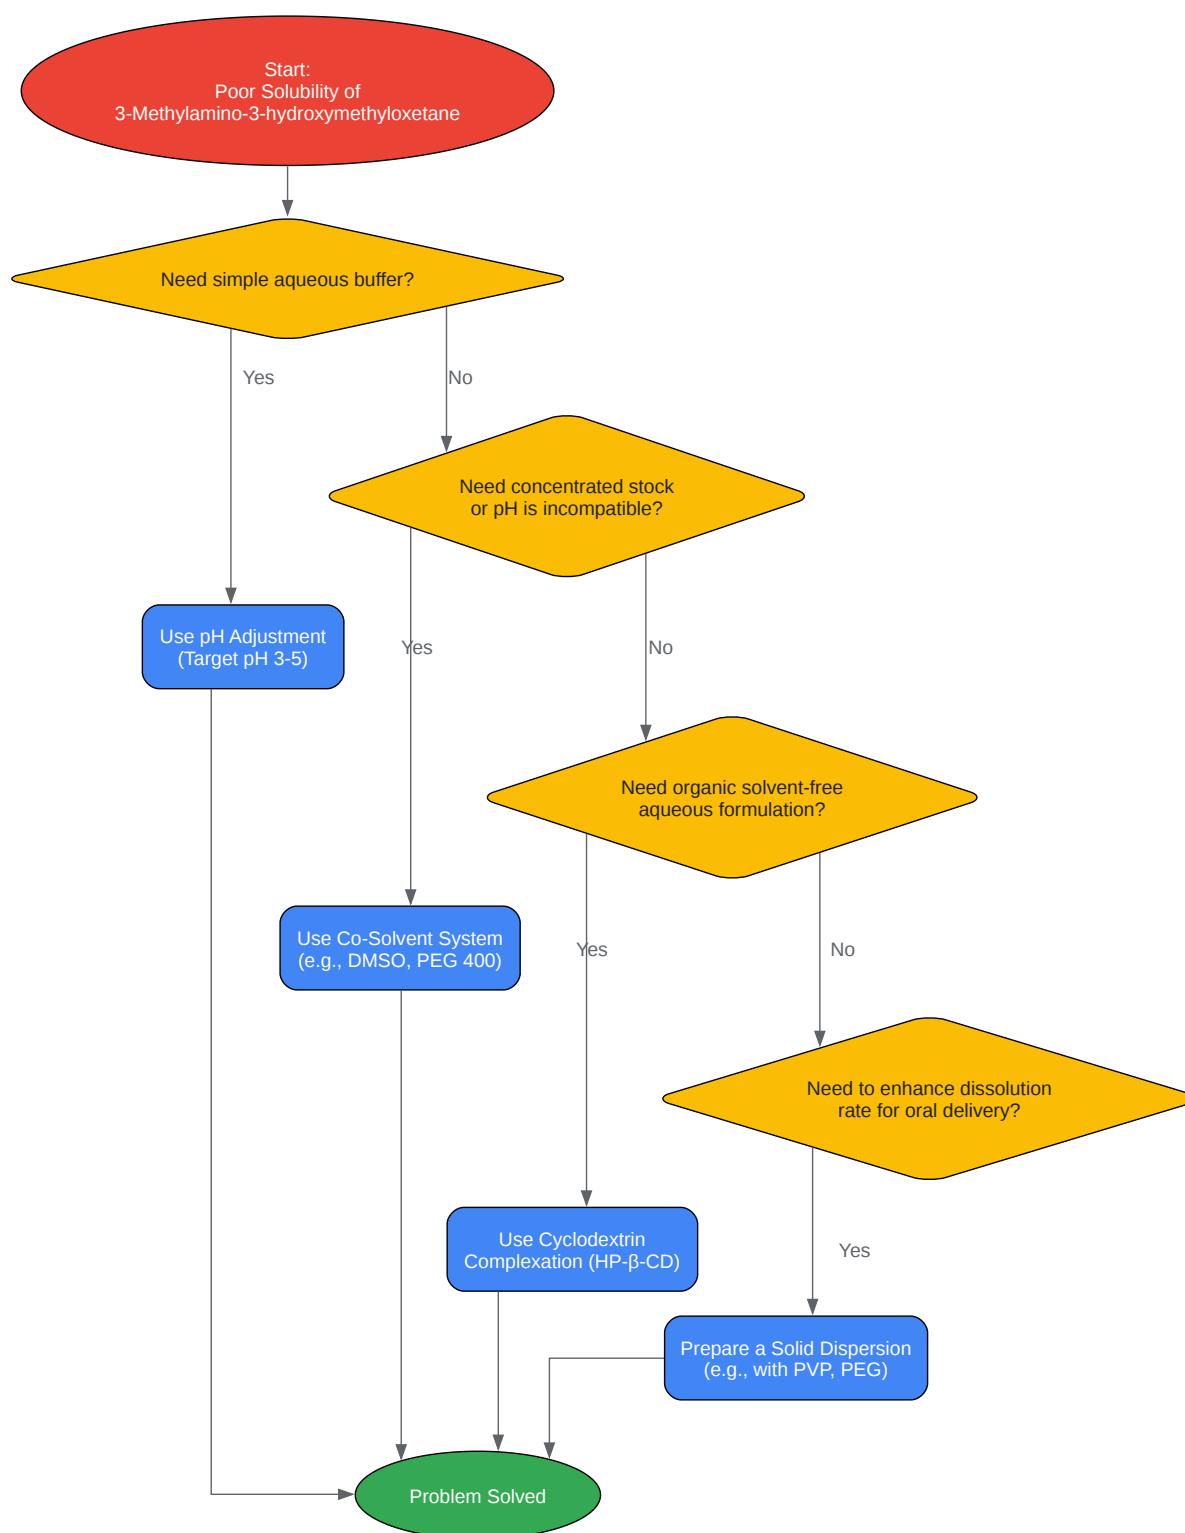 Start:
Poor Solubility of
3-Methylamino-3-hydroxymethyloxetane
Need simple aqueous buffer?
Yes
No
Need concentrated stock
or pH is incompatible?
Use pH Adjustment
(Target pH 3-5)
Yes
No
Need organic solvent-free
aqueous formulation?
Use Co-Solvent System
(e.g., DMSO, PEG 400)
Yes
No
Need to enhance dissolution
rate for oral delivery?
Use Cyclodextrin
Complexation (HP-β-CD)
Yes
Prepare a Solid Dispersion
(e.g., with PVP, PEG)
Problem Solved